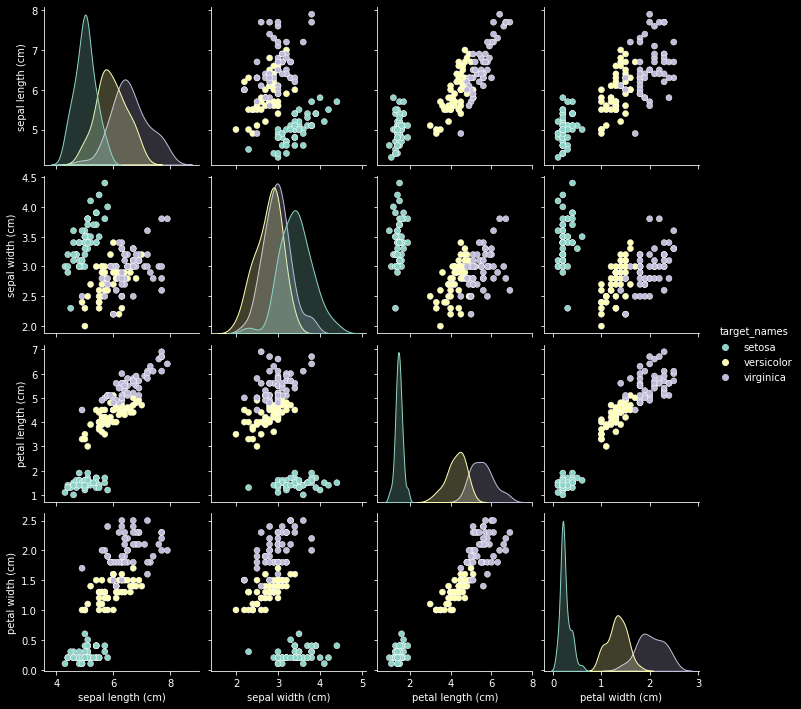 8
7
6
5
sepal length (cm)
4.5
4.0
3.5
3.0
2.5
2.0
sepal width (cm)
target_names
setosa
versicolor
virginica
7
6
5
4
3
2
1
petal length (cm)
2.5
2.0
1.5
1.0
0.5
0.0
petal width (cm)
4 6 8 2 3 4 5 2 4 6 8 0 1 2 3
sepal length (cm) sepal width (cm) petal length (cm) petal width (cm)